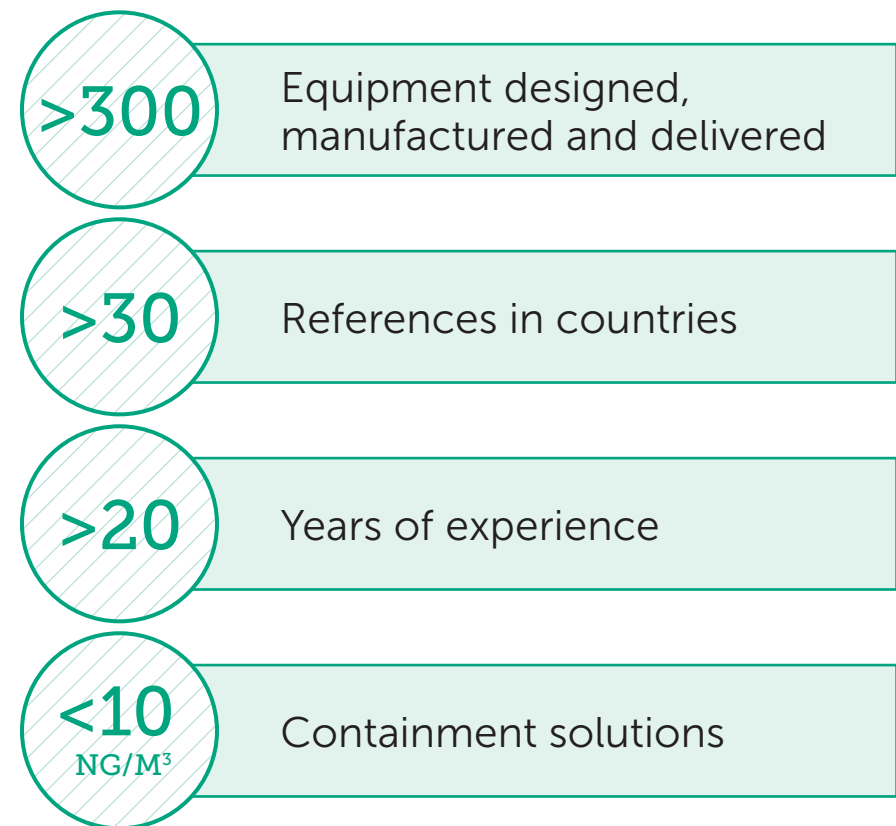 >300
Equipment designed,
manufactured and delivered
>30
References in countries
>20
Years of experience
<10
NG/M³
Containment solutions